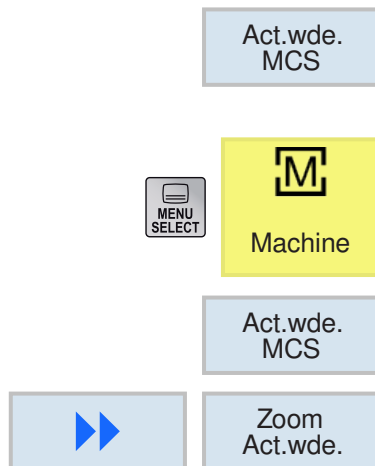 Act.wde.
MCS
M
MENU
SELECT
Machine
Act.wde.
MCS
Zoom
Act.wde.